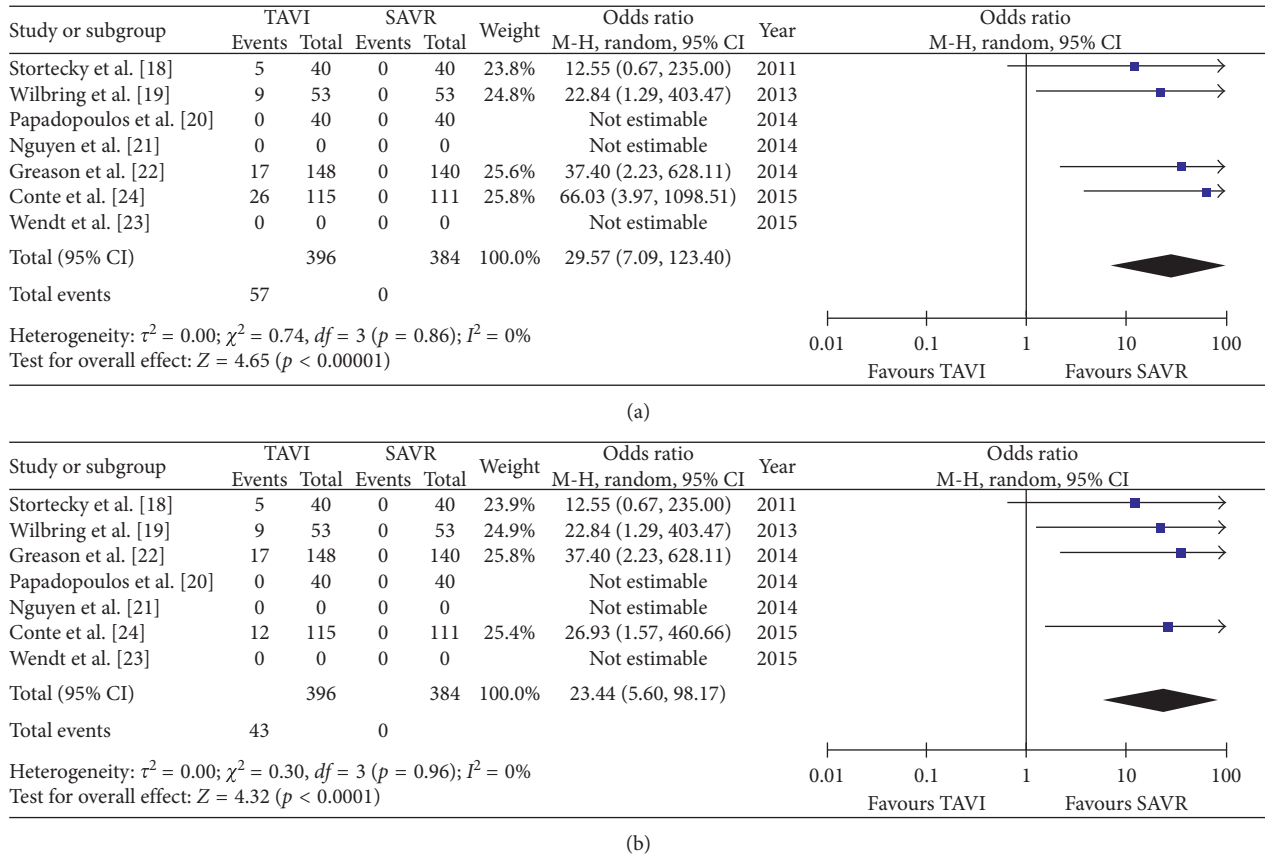 Study or subgroup TAVI SAVR Weight Odds ratio Year Odds ratio
Events Total Events Total M-H, random, 95% CI M-H, random, 95% CI
Stortecky et al. [18] 5 40 0 40 23.8% 12.55 (0.67, 235.00) 2011
Wilbring et al. [19] 9 53 0 53 24.8% 22.84 (1.29, 403.47) 2013
Papadopoulos et al. [20] 0 40 0 40 Not estimable 2014
Nguyen et al. [21] 0 0 0 0 Not estimable 2014
Greason et al. [22] 17 148 0 140 25.6% 37.40 (2.23, 628.11) 2014
Conte et al. [24] 26 115 0 111 25.8% 66.03 (3.97, 1098.51) 2015
Wendt et al. [23] 0 0 0 0 Not estimable 2015
Total (95% CI) 396 384 100.0% 29.57 (7.09, 123.40)
Total events 57 0
Heterogeneity: τ² = 0.00; χ² = 0.74, df = 3 (p = 0.86); I² = 0%
Test for overall effect: Z = 4.65 (p < 0.00001)
0.01 0.1 1 10 100
Favours TAVI Favours SAVR
(a)
Study or subgroup TAVI SAVR Weight Odds ratio Year Odds ratio
Events Total Events Total M-H, random, 95% CI M-H, random, 95% CI
Stortecky et al. [18] 5 40 0 40 23.9% 12.55 (0.67, 235.00) 2011
Wilbring et al. [19] 9 53 0 53 24.9% 22.84 (1.29, 403.47) 2013
Greason et al. [22] 17 148 0 140 25.8% 37.40 (2.23, 628.11) 2014
Papadopoulos et al. [20] 0 40 0 40 Not estimable 2014
Nguyen et al. [21] 0 0 0 0 Not estimable 2014
Conte et al. [24] 12 115 0 111 25.4% 26.93 (1.57, 460.66) 2015
Wendt et al. [23] 0 0 0 0 Not estimable 2015
Total (95% CI) 396 384 100.0% 23.44 (5.60, 98.17)
Total events 43 0
Heterogeneity: τ² = 0.00; χ² = 0.30, df = 3 (p = 0.96); I² = 0%
Test for overall effect: Z = 4.32 (p < 0.0001)
0.01 0.1 1 10 100
Favours TAVI Favours SAVR
(b)